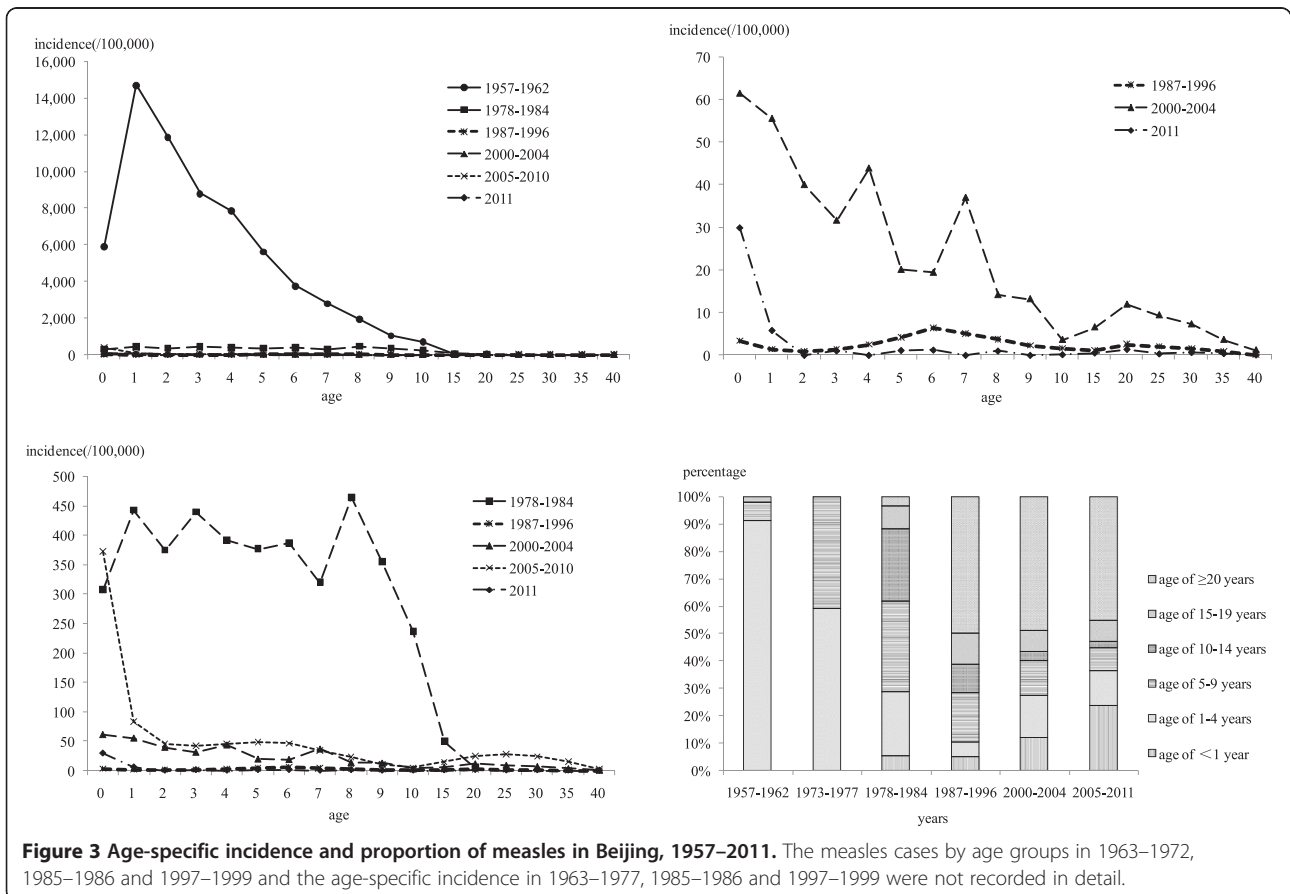 incidence(/100,000)
16,000
14,000
12,000
10,000
8,000
6,000
4,000
2,000
0
0 1 2 3 4 5 6 7 8 9 10 15 20 25 30 35 40
age
1957-1962
1978-1984
1987-1996
2000-2004
2005-2010
2011
incidence(/100,000)
70
60
50
40
30
20
10
0
0 1 2 3 4 5 6 7 8 9 10 15 20 25 30 35 40
age
1987-1996
2000-2004
2011
incidence(/100,000)
500
450
400
350
300
250
200
150
100
50
0
0 1 2 3 4 5 6 7 8 9 10 15 20 25 30 35 40
age
1978-1984
1987-1996
2000-2004
2005-2010
2011
percentage
100%
90%
80%
70%
60%
50%
40%
30%
20%
10%
0%
1957-1962 1973-1977 1978-1984 1987-1996 2000-2004 2005-2011
years
age of ≥20 years
age of 15-19 years
age of 10-14 years
age of 5-9 years
age of 1-4 years
age of <1 year
Figure 3 Age-specific incidence and proportion of measles in Beijing, 1957–2011. The measles cases by age groups in 1963–1972,
1985–1986 and 1997–1999 and the age-specific incidence in 1963–1977, 1985–1986 and 1997–1999 were not recorded in detail.